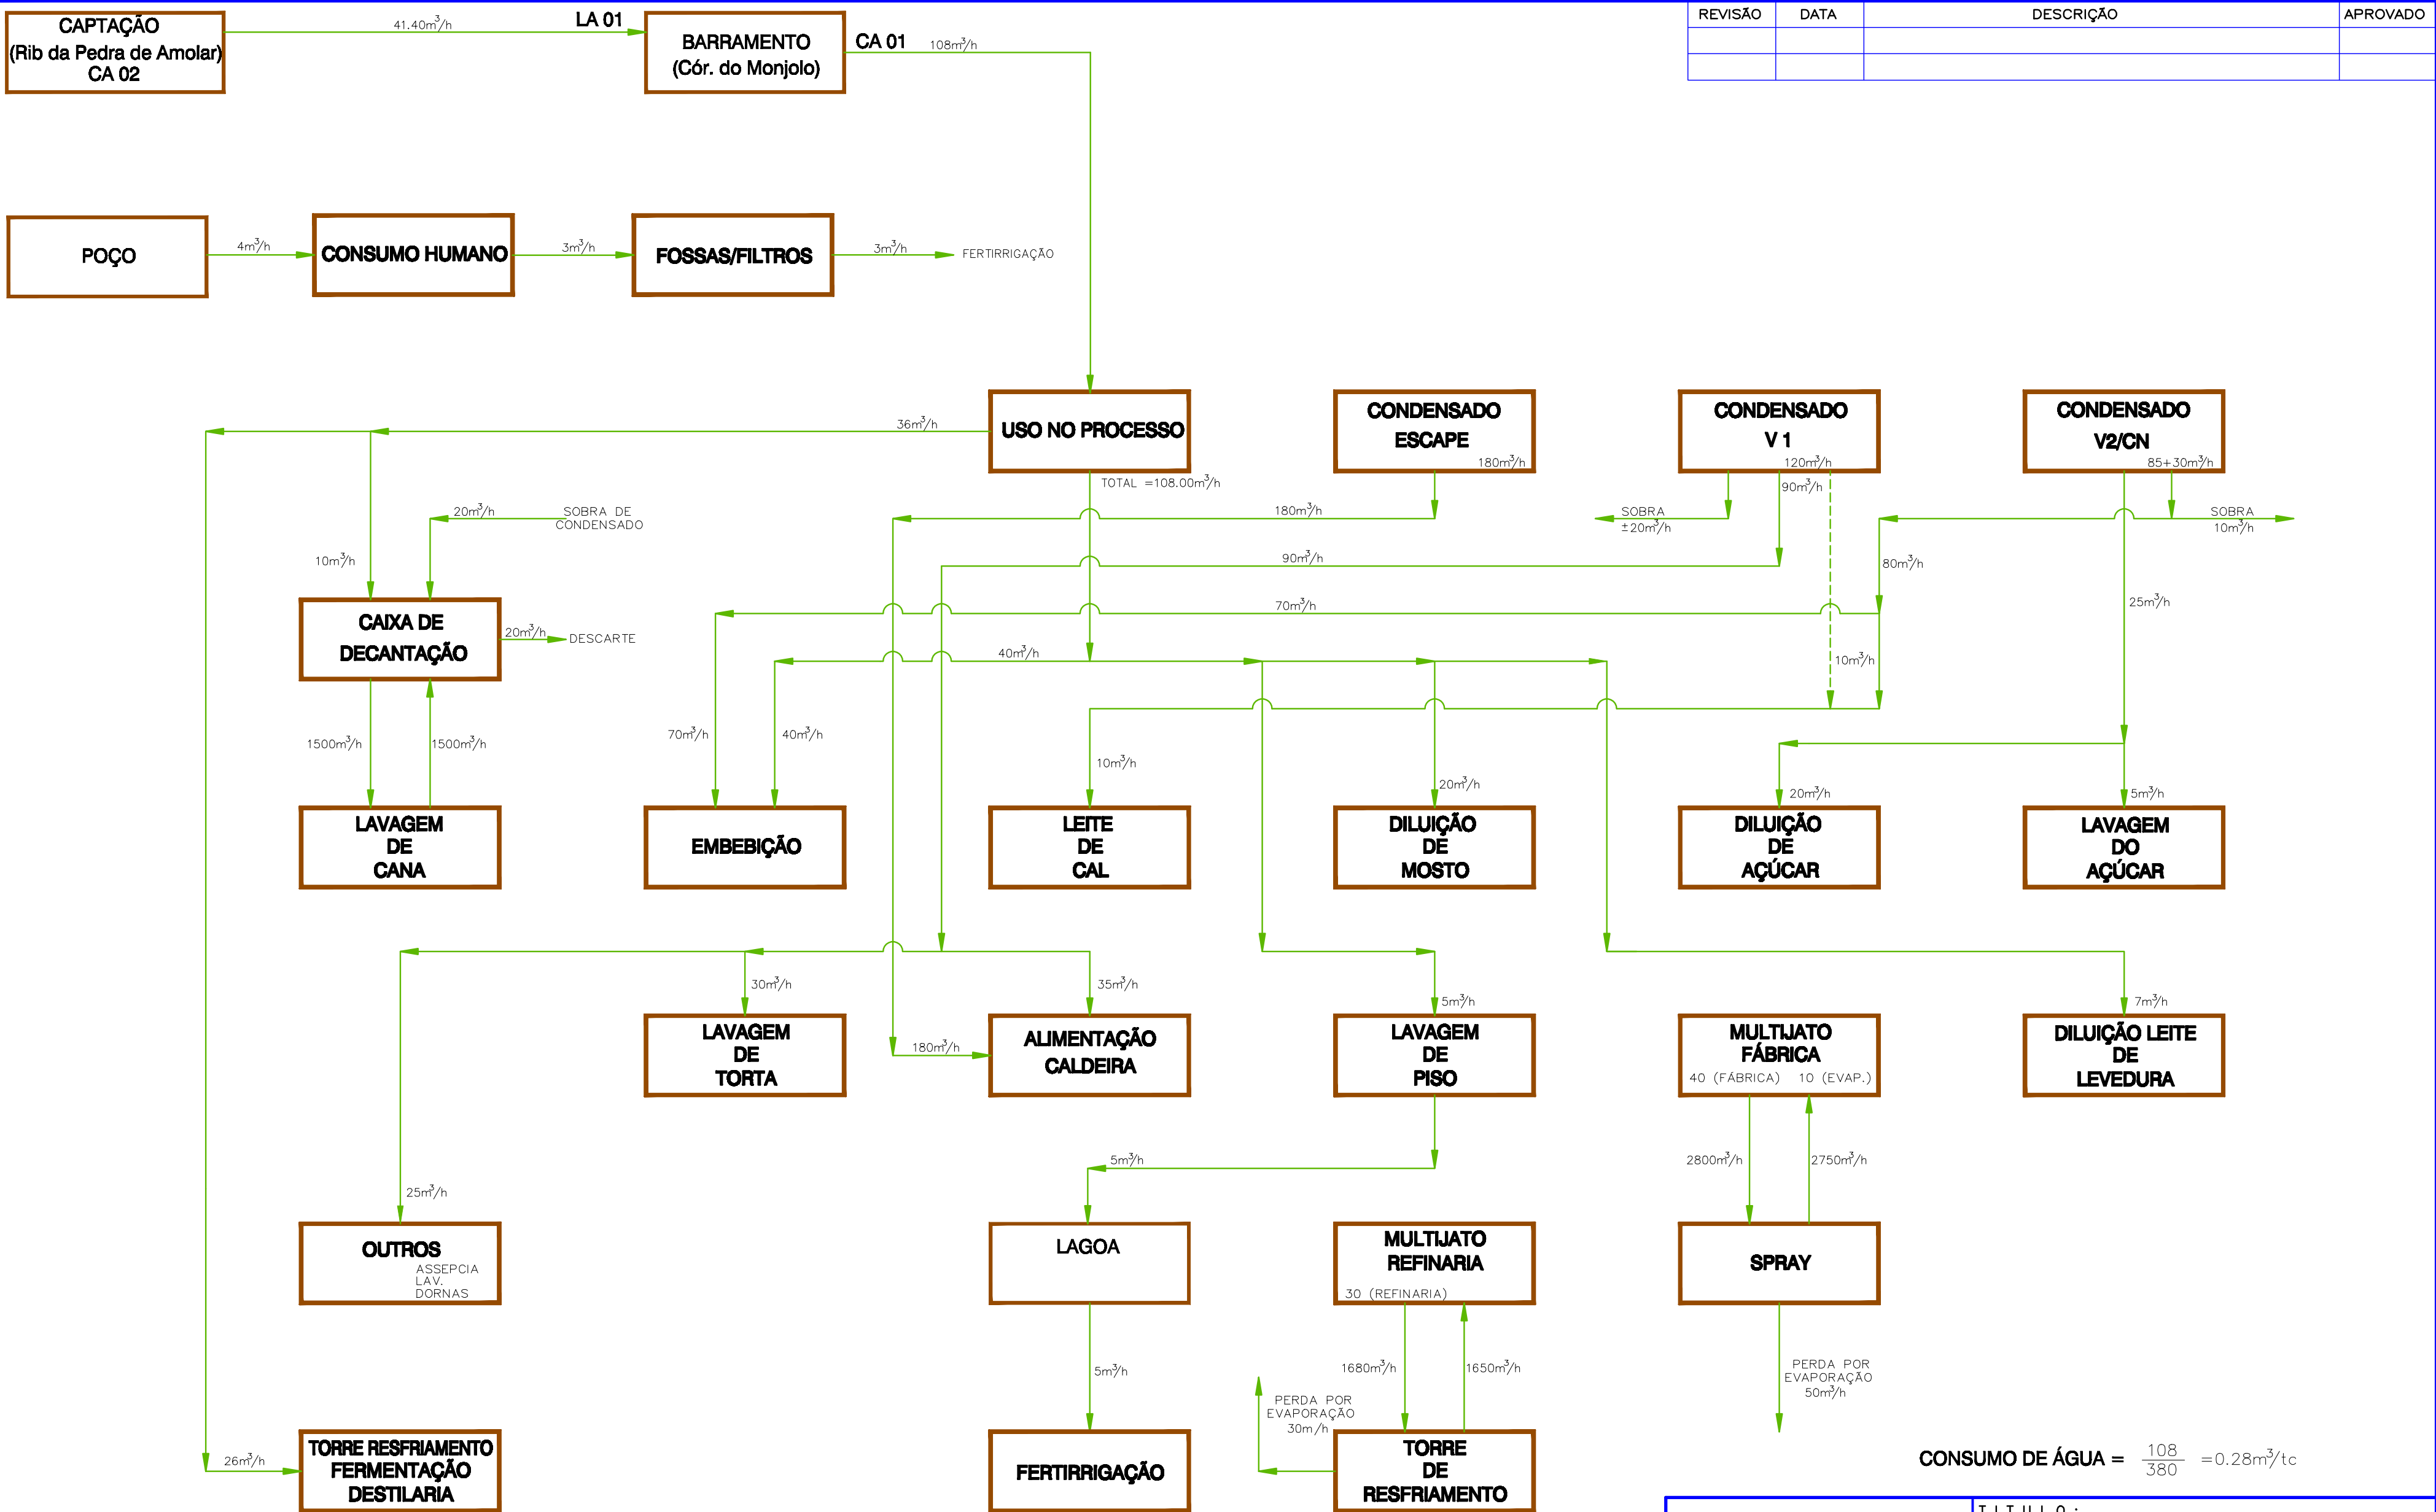 REVISÃO
DATA
DESCRIÇÃO
APROVADO
CAPTAÇÃO
(Rib da Pedra de Amolar)
CA 02
41.40m³/h
LA 01
BARRAMENTO
(Cór. do Monjolo)
CA 01
108m³/h
POÇO
4m³/h
CONSUMO HUMANO
3m³/h
FOSSAS/FILTROS
3m³/h
FERTIRRIGAÇÃO
36m³/h
USO NO PROCESSO
TOTAL =108.00m³/h
CONDENSADO
ESCAPE
180m³/h
CONDENSADO
V 1
120m³/h
90m³/h
CONDENSADO
V2/CN
85+30m³/h
20m³/h
SOBRA DE
CONDENSADO
180m³/h
SOBRA
±20m³/h
SOBRA
10m³/h
10m³/h
90m³/h
80m³/h
70m³/h
25m³/h
CAIXA DE
DECANTAÇÃO
20m³/h
DESCARTE
40m³/h
10m³/h
1500m³/h
1500m³/h
70m³/h
40m³/h
10m³/h
20m³/h
20m³/h
5m³/h
LAVAGEM
DE
CANA
EMBEBIÇÃO
LEITE
DE
CAL
DILUIÇÃO
DE
MOSTO
DILUIÇÃO
DE
AÇÚCAR
LAVAGEM
DO
AÇÚCAR
30m³/h
35m³/h
5m³/h
7m³/h
LAVAGEM
DE
TORTA
180m³/h
ALIMENTAÇÃO
CALDEIRA
LAVAGEM
DE
PISO
MULTIJATO
FÁBRICA
40 (FÁBRICA) 10 (EVAP.)
DILUIÇÃO LEITE
DE
LEVEDURA
5m³/h
2800m³/h
2750m³/h
25m³/h
OUTROS
ASSEPCIA
LAV.
DORNAS
LAGOA
MULTIJATO
REFINARIA
30 (REFINARIA)
SPRAY
5m³/h
1680m³/h
1650m³/h
PERDA POR
EVAPORAÇÃO
30m/h
PERDA POR
EVAPORAÇÃO
50m³/h
26m³/h
TORRE RESFRIAMENTO
FERMENTAÇÃO
DESTILARIA
FERTIRRIGAÇÃO
TORRE
DE
RESFRIAMENTO
CONSUMO DE ÁGUA = 108/380 =0.28m³/tc
TITULO: